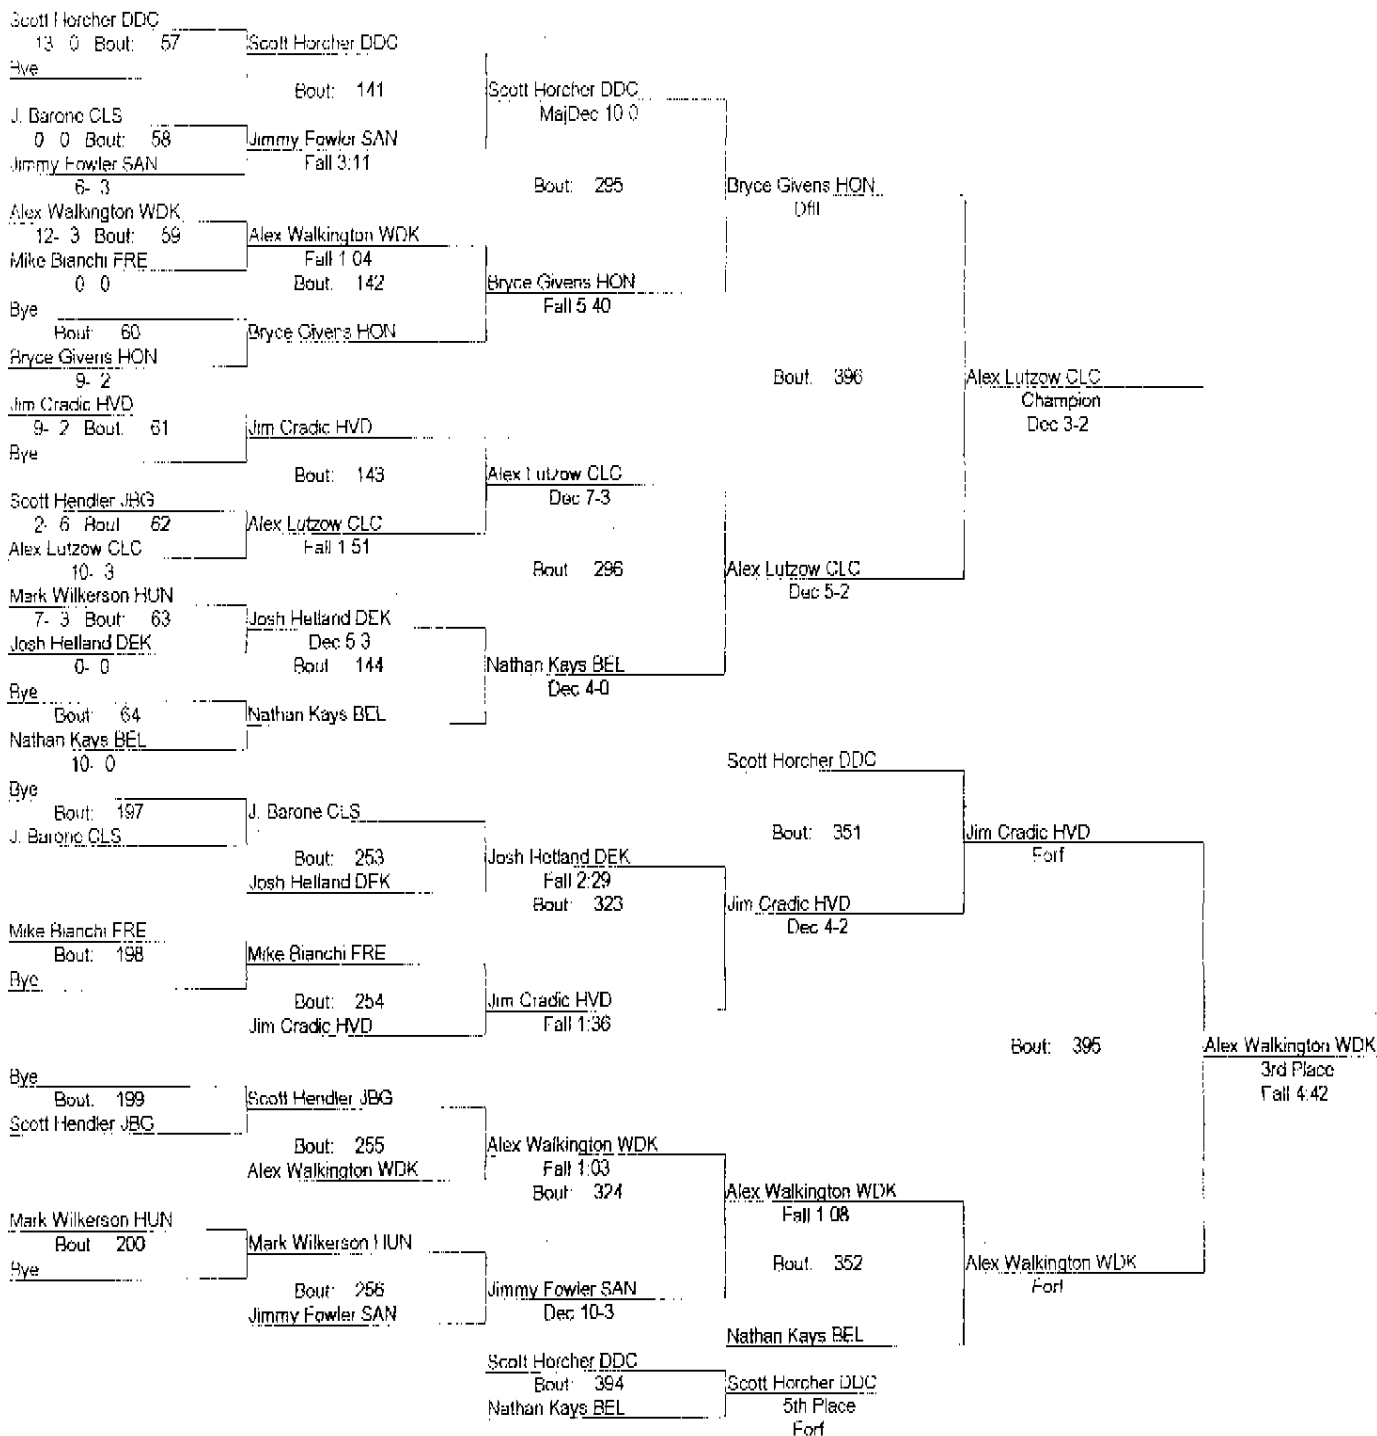 Scott Horcher DDC
13- 0 Bout: 57
Bye
Scott Horcher DDC
Bout: 141
J. Barone CLS
0 0 Bout: 58
Jimmy Fowler SAN
6- 3
Jimmy Fowler SAN
Fall 3:11
Scott Horcher DDC
MajDec 10 0
Bout: 295
Alex Walkington WDK
12- 3 Bout: 59
Mike Bianchi FRE
0 0
Alex Walkington WDK
Fall 1 04
Bout: 142
Bye
Bout: 60
Bryce Givens HON
9- 2
Bryce Givens HON
Bryce Givens HON
Fall 5 40
Bryce Givens HON
Dflt
Bout: 396
Alex Lutzow CLC
Champion
Dec 3-2
Jim Cradic HVD
9- 2 Bout: 61
Bye
Jim Cradic HVD
Bout: 143
Scott Hendler JBG
2- 6 Bout 62
Alex Lutzow CLC
10- 3
Alex Lutzow CLC
Fall 1 51
Alex Lutzow CLC
Dec 7-3
Bout 296
Alex Lutzow CLC
Dec 5-2
Mark Wilkerson HUN
7- 3 Bout: 63
Josh Hetland DEK
0- 0
Josh Hetland DEK
Dec 5 3
Bout 144
Bye
Bout: 64
Nathan Kays BEL
10- 0
Nathan Kays BEL
Nathan Kays BEL
Dec 4-0
Bye
Bout: 197
J. Barone CLS
J. Barone CLS
Bout: 253
Josh Hetland DEK
Josh Hetland DEK
Fall 2:29
Bout: 323
Mike Bianchi FRE
Bout: 198
Bye
Mike Bianchi FRE
Bout: 254
Jim Cradic HVD
Jim Cradic HVD
Fall 1:36
Scott Horcher DDC
Bout: 351
Jim Cradic HVD
Dec 4-2
Jim Cradic HVD
Forf
Bout: 395
Alex Walkington WDK
3rd Place
Fall 4:42
Bye
Bout: 199
Scott Hendler JBG
Scott Hendler JBG
Bout: 255
Alex Walkington WDK
Alex Walkington WDK
Fall 1:03
Bout: 324
Mark Wilkerson HUN
Bout 200
Bye
Mark Wilkerson HUN
Bout: 256
Jimmy Fowler SAN
Jimmy Fowler SAN
Dec 10-3
Alex Walkington WDK
Fall 1 08
Bout: 352
Nathan Kays BEL
Alex Walkington WDK
Forf
Scott Horcher DDC
Bout: 394
Nathan Kays BEL
Scott Horcher DDC
5th Place
Forf